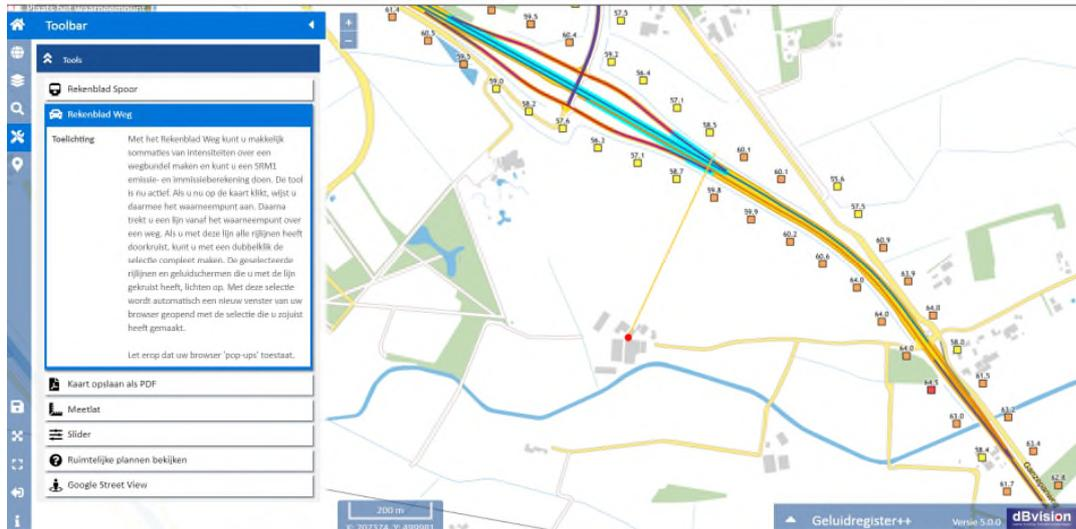 Toolbar
Tools
Rekenblad Spoor
Rekenblad Weg
Toelichting
Met het Rekenblad Weg kunt u makkelijk
sommaties van intensiteiten over een
wegbundel maken en kunt u een SRM1
emissie- en immissieberekening doen. De tool
is nu actief. Als u nu op de kaart klikt, wijst u
daarmee het waarneempunt aan. Daarna
trekt u een lijn vanaf het waarneempunt over
een weg. Als u met deze lijn alle rijlijnen heeft
doorkruist, kunt u met een dubbelklik de
selectie compleet maken. De geselecteerde
rijlijnen en geluidschermen die u met de lijn
gekruist heeft, lichten op. Met deze selectie
wordt automatisch een nieuw venster van uw
browser geopend met de selectie die u zojuist
heeft gemaakt.
Let erop dat uw browser 'pop-ups' toestaat.
Kaart opslaan als PDF
Meetlat
Slider
Ruimtelijke plannen bekijken
Google Street View
+
−
61.4
60.5
59.5
59.5
60.4
57.5
59.2
56.4
57.1
58.5
60.1
60.1
55.6
57.5
60.9
63.9
64.0
58.0
61.5
63.2
63.4
62.8
59.0
58.2
57.6
56.3
57.1
58.7
59.8
59.9
60.2
60.6
64.0
64.0
64.0
64.5
63.0
58.4
61.7
200 m
Geluidregister++
Versie 5.0.0
dBvision